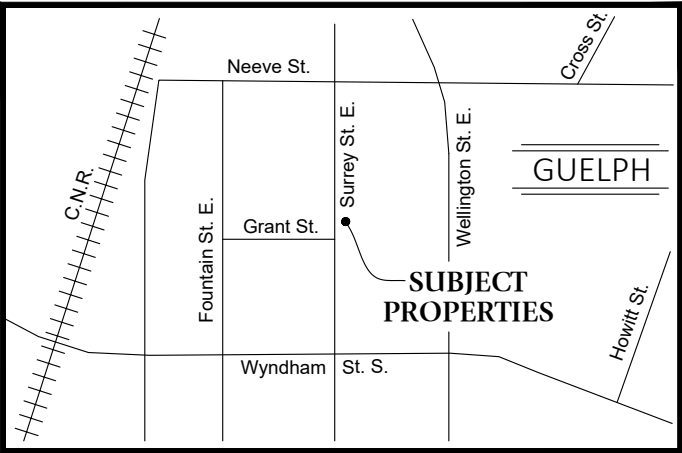 Cross St.
Neeve St.
Surrey St. E.
Wellington St. E.
GUELPH
C.N.R.
Fountain St. E.
Grant St.
SUBJECT
PROPERTIES
Howitt St.
Wyndham St. S.